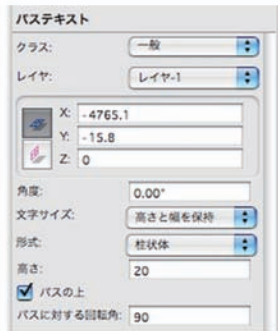 パステキスト
クラス: 一般
レイヤ: レイヤ-1
X: -4765.1
Y: -15.8
Z: 0
角度: 0.00°
文字サイズ: 高さと幅を保持
形式: 柱状体
高さ: 20
パスの上
パスに対する回転角: 90